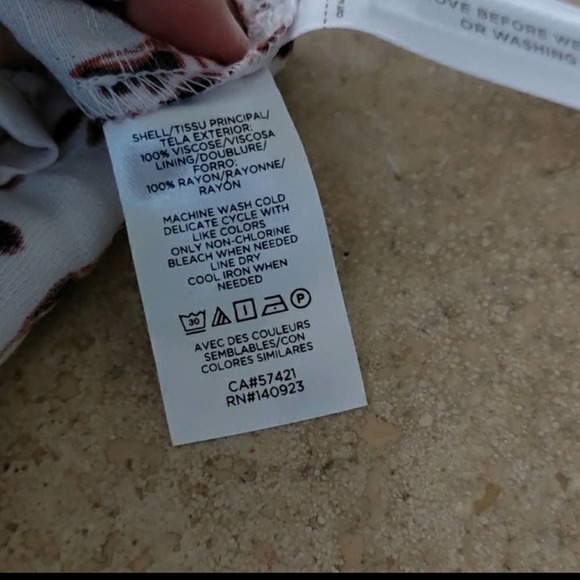 OVE BEFORE WE
OR WASHING
SHELL/TISSU PRINCIPAL/
TELA EXTERIOR:
100% VISCOSE/VISCOSA
LINING/DOUBLURE/
FORRO:
100% RAYON/RAYONNE/
RAYÓN
MACHINE WASH COLD
DELICATE CYCLE WITH
LIKE COLORS
ONLY NON-CHLORINE
BLEACH WHEN NEEDED
LINE DRY
COOL IRON WHEN
NEEDED
30 P
AVEC DES COULEURS
SEMBLABLES/CON
COLORES SIMILARES
CA#57421
RN#140923